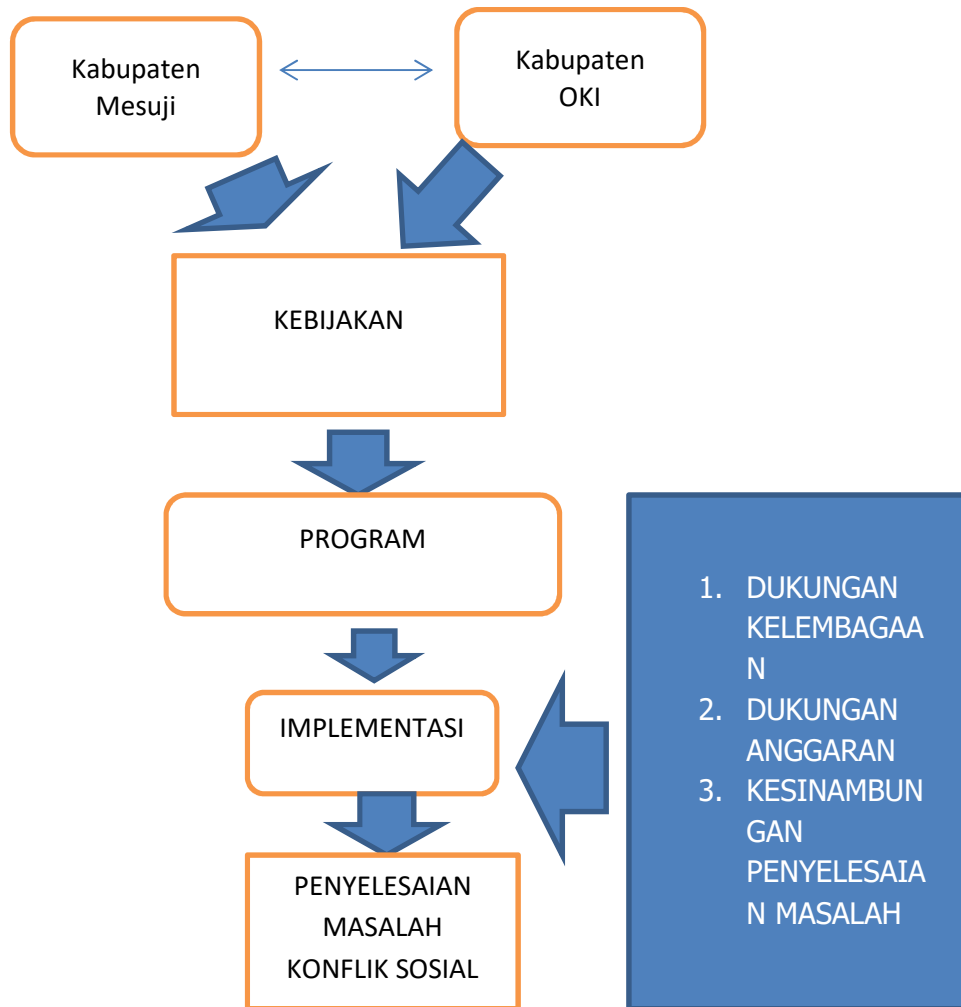 Kabupaten
Mesuji
Kabupaten
OKI
KEBIJAKAN
PROGRAM
IMPLEMENTASI
PENYELESAIAN
MASALAH
KONFLIK SOSIAL
1. DUKUNGAN
KELEMBAGAA
N
2. DUKUNGAN
ANGGARAN
3. KESINAMBUN
GAN
PENYELESAIA
N MASALAH